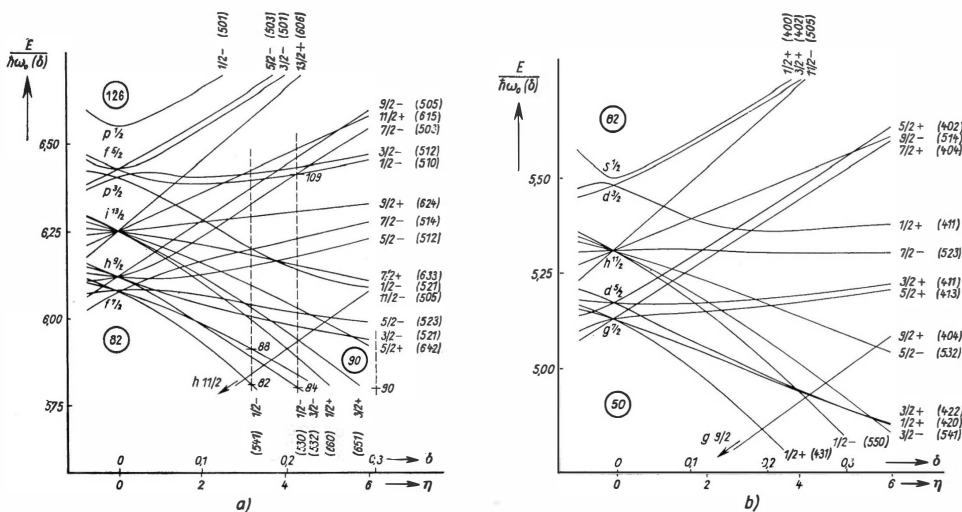 E
ħω₀(δ)
1/2− (501)
5/2− (503)
3/2− (501)
13/2+ (606)
126
p 1/2
f 5/2
p 3/2
i 13/2
h 9/2
f 7/2
82
6,50
6,25
6,00
5,75
9/2− (505)
11/2+ (615)
7/2− (503)
3/2− (512)
1/2− (510)
109
9/2+ (624)
7/2− (514)
5/2− (512)
7/2+ (633)
1/2− (521)
11/2− (505)
5/2− (523)
3/2− (521)
5/2+ (642)
88
82
84
90
90
h 11/2
1/2− (541)
1/2− (530)
3/2− (532)
1/2+ (660)
3/2+ (651)
0 0,1 0,2 0,3 δ
0 2 4 6 η
a)
E
ħω₀(δ)
1/2+ (400)
3/2+ (402)
11/2− (505)
82
s 1/2
d 3/2
h 11/2
d 5/2
g 7/2
50
5,50
5,25
5,00
5/2+ (402)
9/2− (514)
7/2+ (404)
1/2+ (411)
7/2− (523)
3/2+ (411)
5/2+ (413)
9/2+ (404)
5/2− (532)
3/2+ (422)
1/2+ (420)
3/2− (541)
g 9/2
1/2− (550)
1/2+ (431)
0 0,1 0,2 0,3 δ
0 1 2 3 4 5 6 η
b)